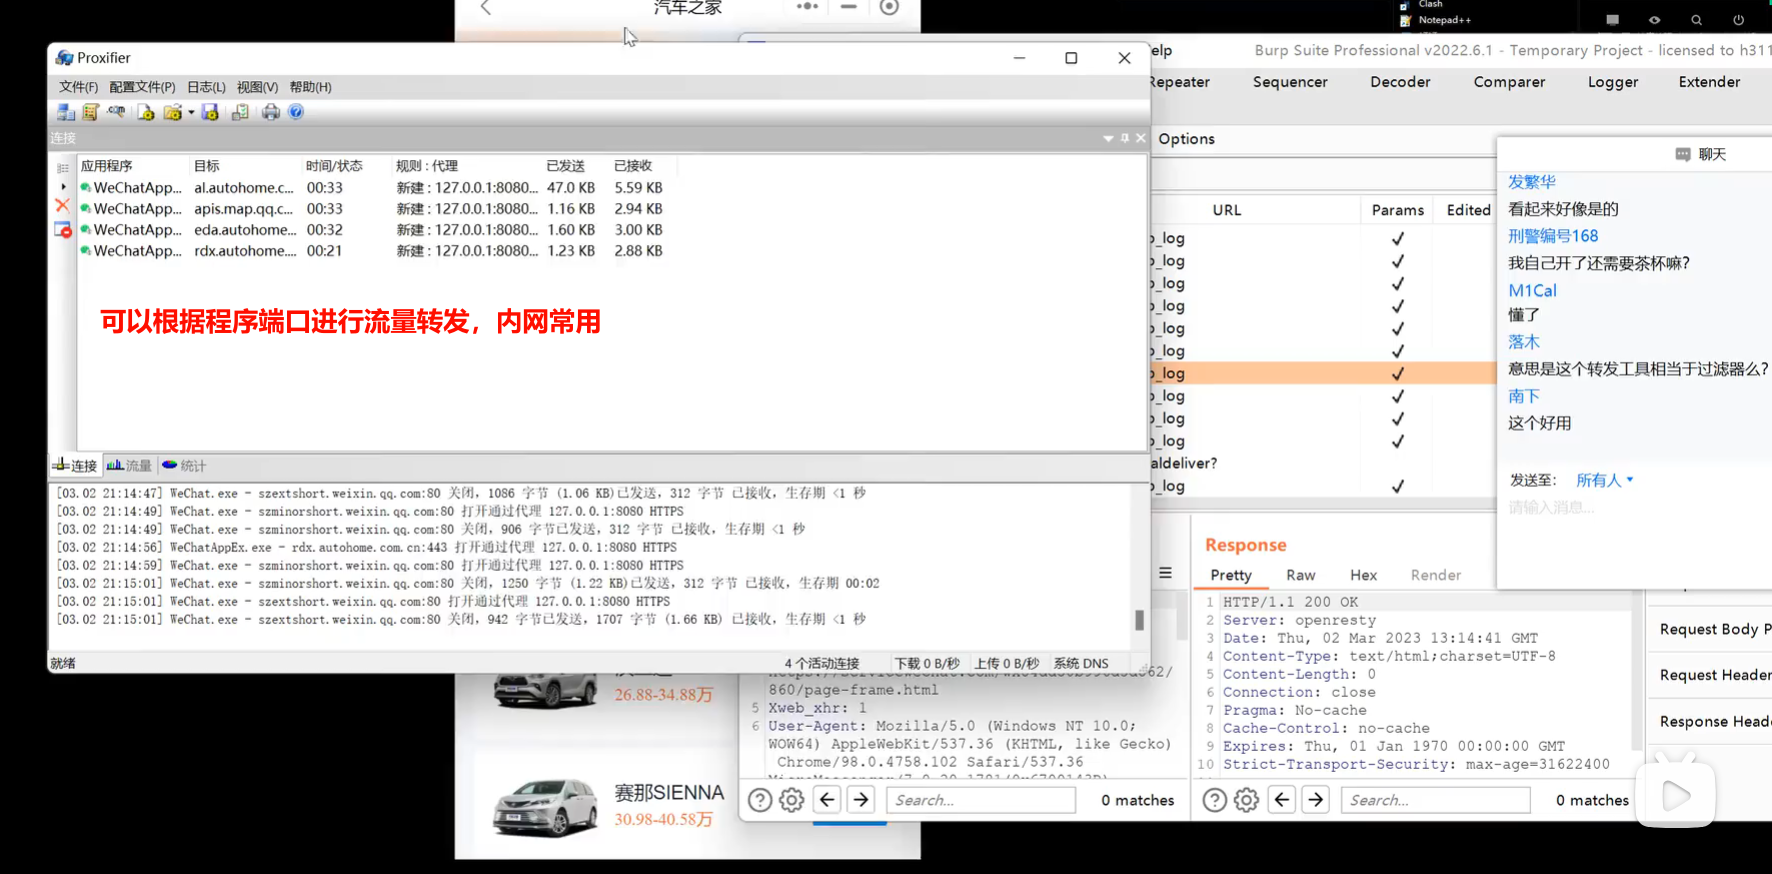 汽车之家
Clash
Notepad++
Proxifier
文件(F) 配置文件(P) 日志(L) 视图(V) 帮助(H)
连接
应用程序 目标 时间/状态 规则 : 代理 已发送 已接收
WeChatApp... al.autohome.c... 00:33 新建 : 127.0.0.1:8080... 47.0 KB 5.59 KB
WeChatApp... apis.map.qq.c... 00:33 新建 : 127.0.0.1:8080... 1.16 KB 2.94 KB
WeChatApp... eda.autohome... 00:32 新建 : 127.0.0.1:8080... 1.60 KB 3.00 KB
WeChatApp... rdx.autohome.... 00:21 新建 : 127.0.0.1:8080... 1.23 KB 2.88 KB
可以根据程序端口进行流量转发，内网常用
连接 流量 统计
[03.02 21:14:47] WeChat.exe - szextshort.weixin.qq.com:80 关闭，1086 字节 (1.06 KB)已发送，312 字节 已接收，生存期 <1 秒
[03.02 21:14:49] WeChat.exe - szminorshort.weixin.qq.com:80 打开通过代理 127.0.0.1:8080 HTTPS
[03.02 21:14:49] WeChat.exe - szminorshort.weixin.qq.com:80 关闭，906 字节已发送，312 字节 已接收，生存期 <1 秒
[03.02 21:14:56] WeChatAppEx.exe - rdx.autohome.com.cn:443 打开通过代理 127.0.0.1:8080 HTTPS
[03.02 21:14:59] WeChat.exe - szminorshort.weixin.qq.com:80 打开通过代理 127.0.0.1:8080 HTTPS
[03.02 21:15:01] WeChat.exe - szminorshort.weixin.qq.com:80 关闭，1250 字节 (1.22 KB)已发送，312 字节 已接收，生存期 00:02
[03.02 21:15:01] WeChat.exe - szextshort.weixin.qq.com:80 打开通过代理 127.0.0.1:8080 HTTPS
[03.02 21:15:01] WeChat.exe - szextshort.weixin.qq.com:80 关闭，942 字节已发送，1707 字节 (1.66 KB) 已接收，生存期 <1 秒
就绪 4 个活动连接 下载 0 B/秒 上传 0 B/秒 系统 DNS
26.88-34.88万
赛那SIENNA
30.98-40.58万
elp Burp Suite Professional v2022.6.1 - Temporary Project - licensed to h311
Repeater Sequencer Decoder Comparer Logger Extender
Options
URL Params Edited
_log ✓
_log ✓
_log ✓
_log ✓
_log ✓
_log ✓
_log ✓
_log ✓
_log ✓
_log ✓
aldeliver?
_log ✓
聊天
发繁华
看起来好像是的
刑警编号168
我自己开了还需要茶杯嘛?
M1Cal
懂了
落木
意思是这个转发工具相当于过滤器么?
南下
这个好用
发送至: 所有人
请输入消息...
860/page-frame.html
5 Xweb_xhr: 1
6 User-Agent: Mozilla/5.0 (Windows NT 10.0;
WOW64) AppleWebKit/537.36 (KHTML, like Gecko)
Chrome/98.0.4758.102 Safari/537.36
Search... 0 matches
Response
Pretty Raw Hex Render
1 HTTP/1.1 200 OK
2 Server: openresty
3 Date: Thu, 02 Mar 2023 13:14:41 GMT
4 Content-Type: text/html;charset=UTF-8
5 Content-Length: 0
6 Connection: close
7 Pragma: No-cache
8 Cache-Control: no-cache
9 Expires: Thu, 01 Jan 1970 00:00:00 GMT
10 Strict-Transport-Security: max-age=31622400
Search... 0 matches
Request Body P
Request Header
Response Head